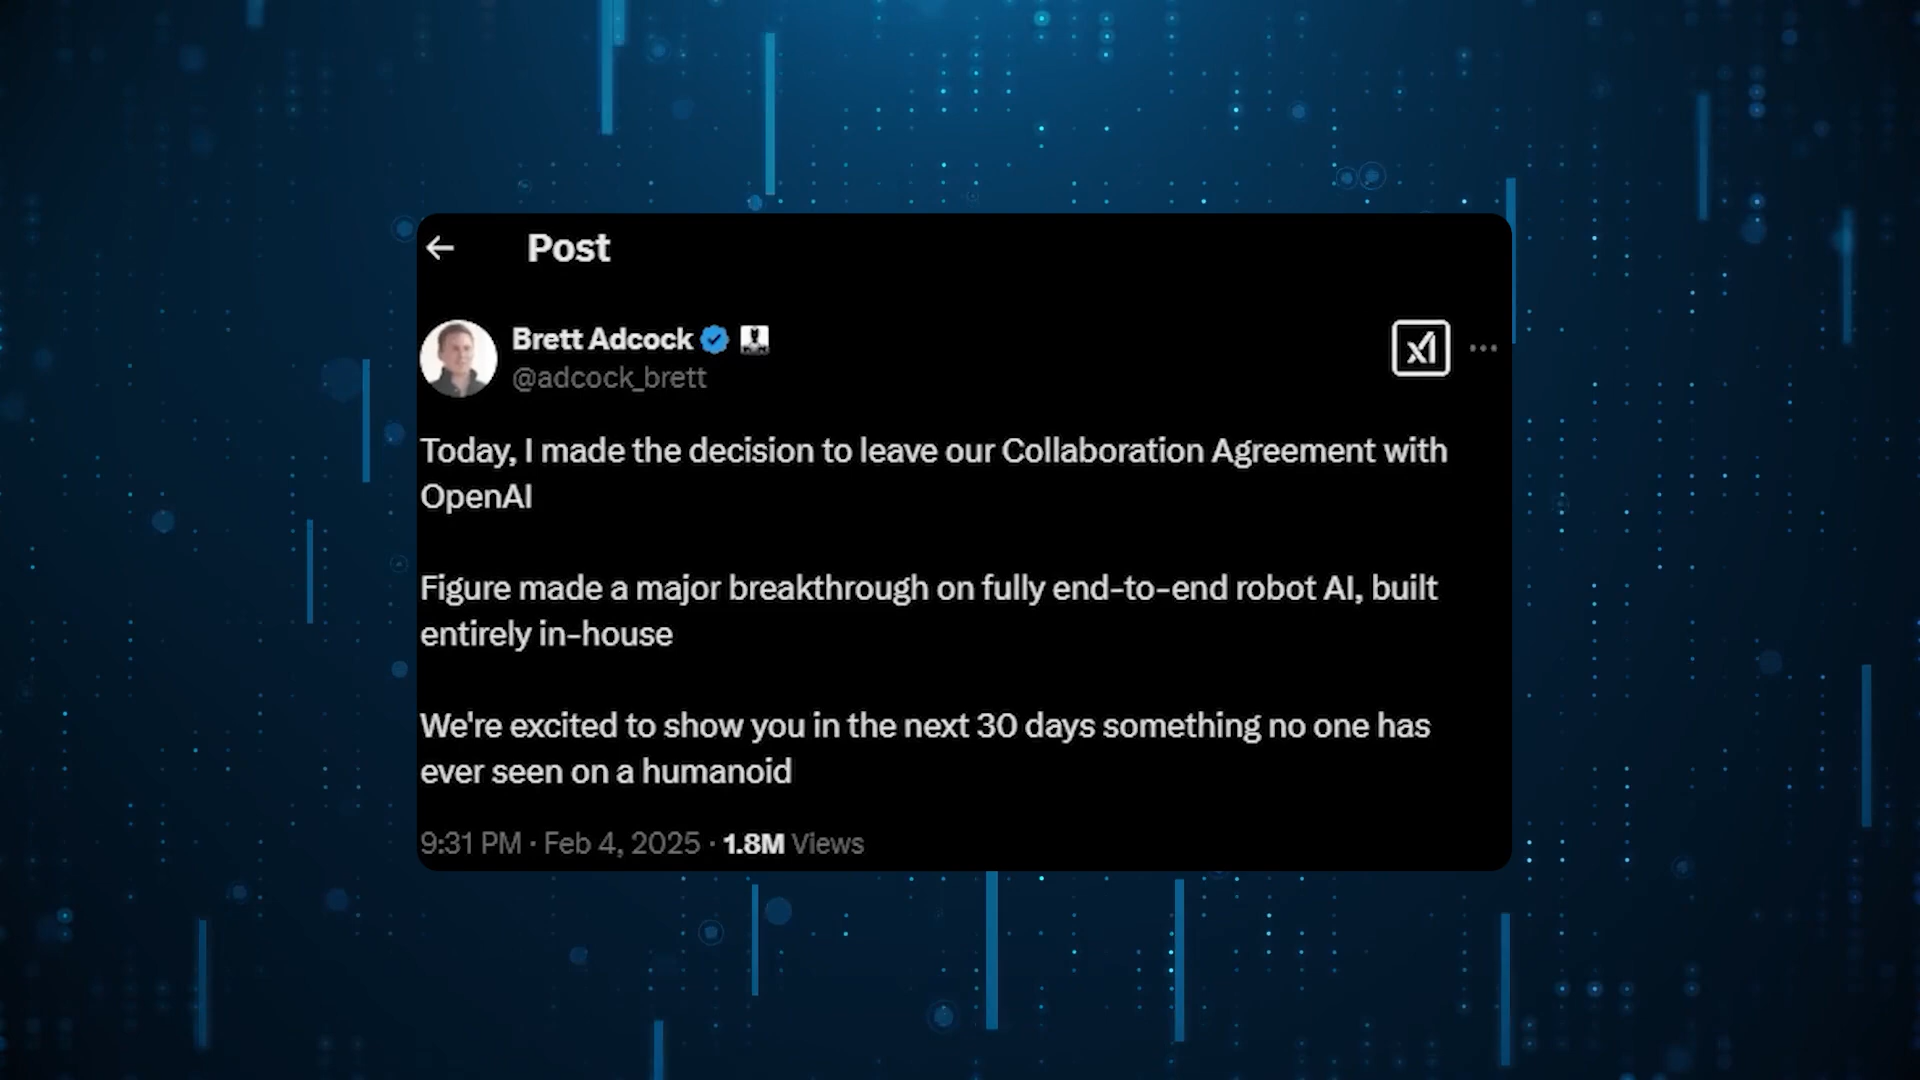 Post
Brett Adcock
@adcock_brett
Today, I made the decision to leave our Collaboration Agreement with
OpenAI
Figure made a major breakthrough on fully end-to-end robot AI, built
entirely in-house
We're excited to show you in the next 30 days something no one has
ever seen on a humanoid
9:31 PM · Feb 4, 2025 · 1.8M Views